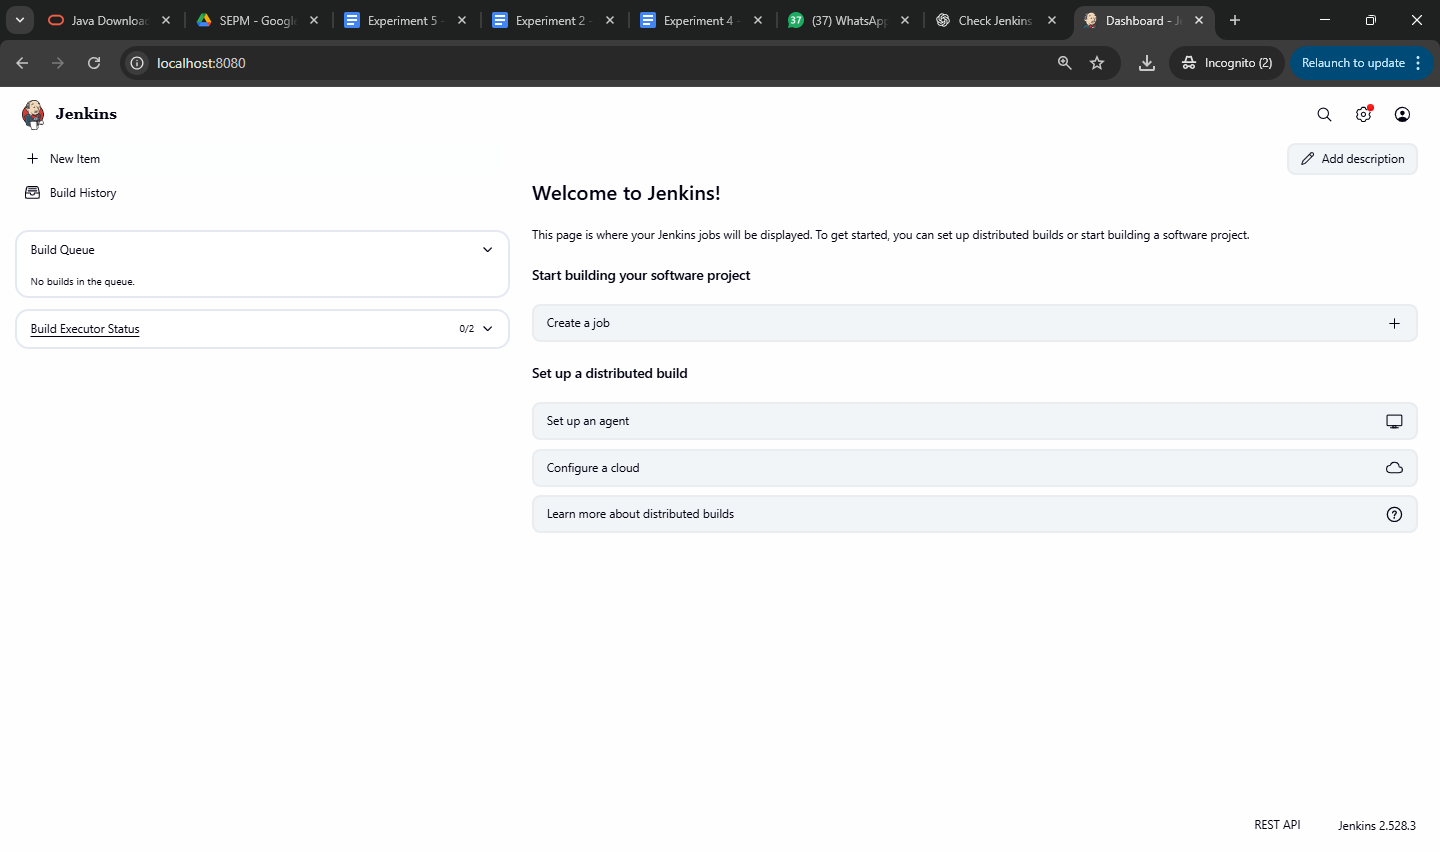 Java Downloa
SEPM - Googl
Experiment 5 -
Experiment 2 -
Experiment 4 -
37
(37) WhatsApp
Check Jenkins
Dashboard - Je
localhost:8080
Incognito (2)
Relaunch to update
Jenkins
New Item
Add description
Build History
Welcome to Jenkins!
This page is where your Jenkins jobs will be displayed. To get started, you can set up distributed builds or start building a software project.
Build Queue
No builds in the queue.
Start building your software project
Create a job
Build Executor Status
0/2
Set up a distributed build
Set up an agent
Configure a cloud
Learn more about distributed builds
REST API
Jenkins 2.528.3